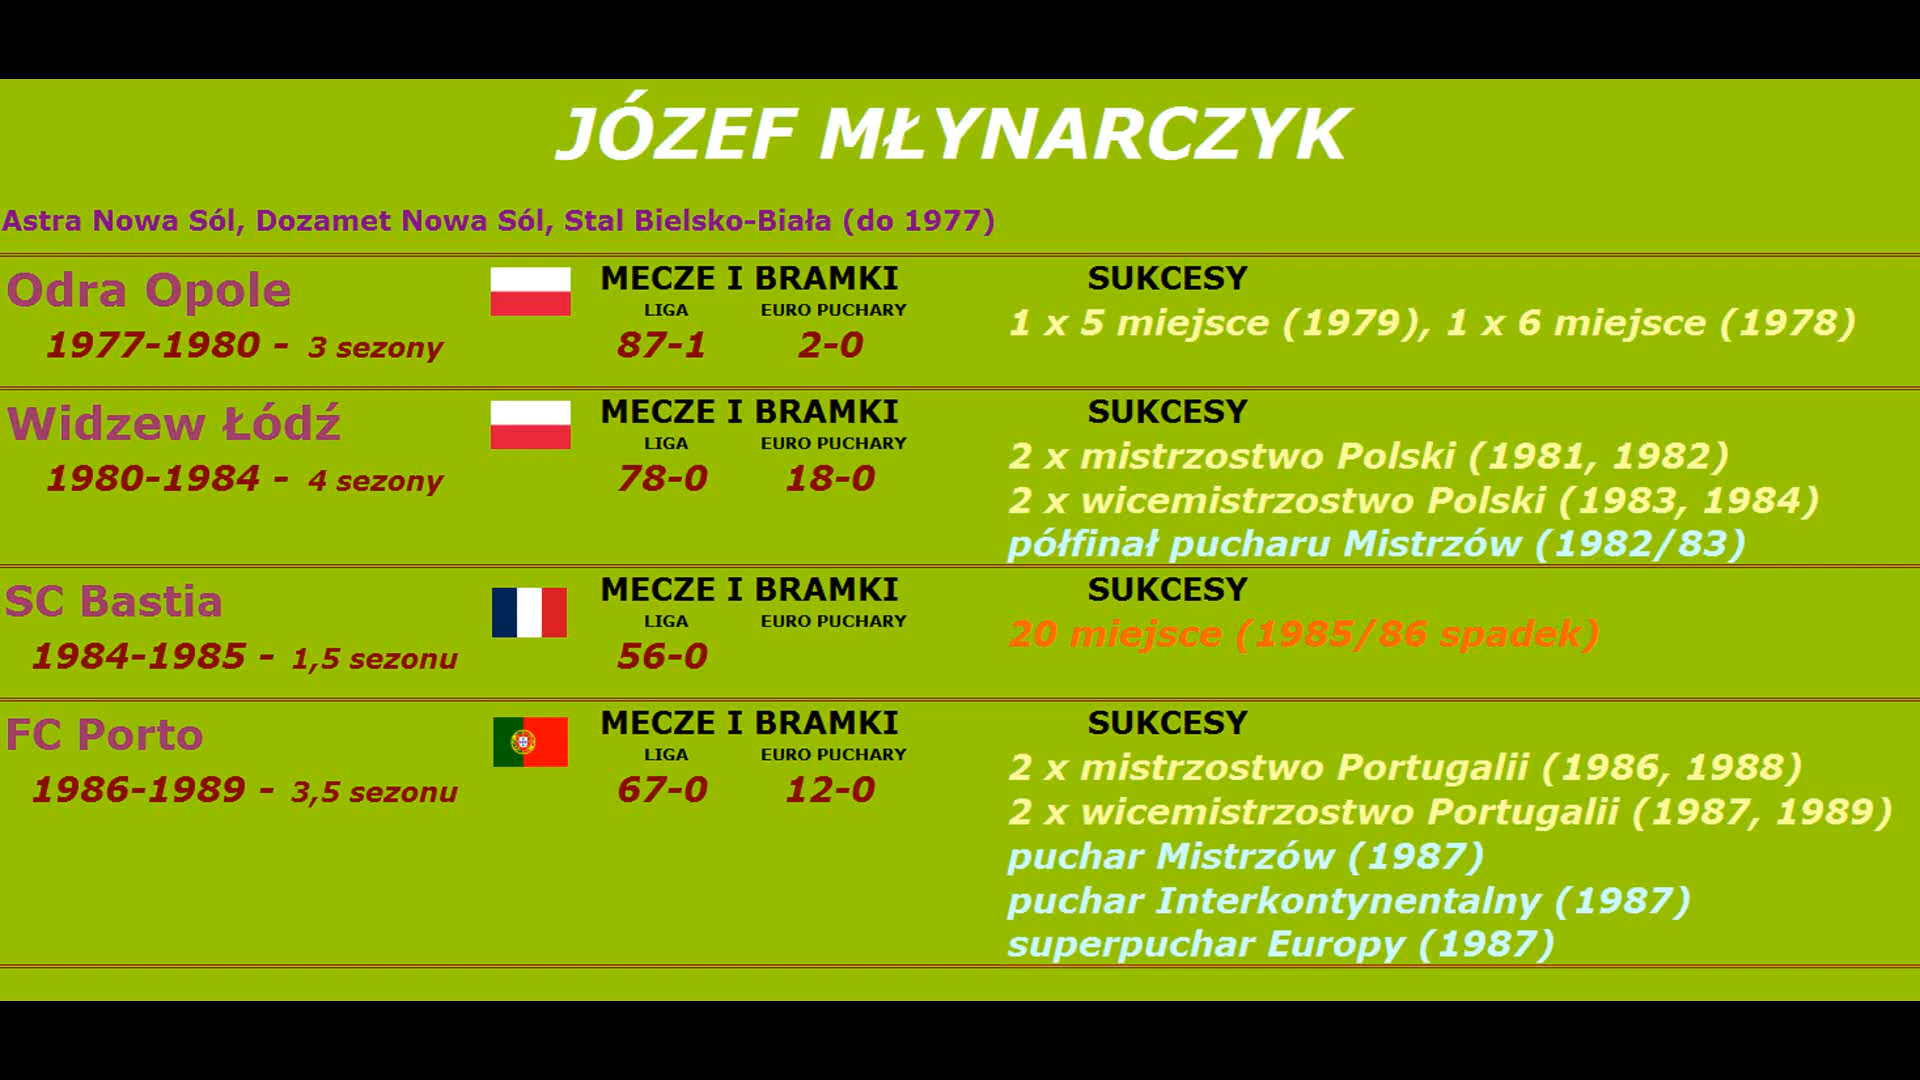 JÓZEF MŁYNARCZYK
Astra Nowa Sól, Dozamet Nowa Sól, Stal Bielsko-Biała (do 1977)
Odra Opole
1977-1980 - 3 sezony
MECZE I BRAMKI
LIGA EURO PUCHARY
87-1 2-0
SUKCESY
1 x 5 miejsce (1979), 1 x 6 miejsce (1978)
Widzew Łódź
1980-1984 - 4 sezony
MECZE I BRAMKI
LIGA EURO PUCHARY
78-0 18-0
SUKCESY
2 x mistrzostwo Polski (1981, 1982)
2 x wicemistrzostwo Polski (1983, 1984)
półfinał pucharu Mistrzów (1982/83)
SC Bastia
1984-1985 - 1,5 sezonu
MECZE I BRAMKI
LIGA EURO PUCHARY
56-0
SUKCESY
20 miejsce (1985/86 spadek)
FC Porto
1986-1989 - 3,5 sezonu
MECZE I BRAMKI
LIGA EURO PUCHARY
67-0 12-0
SUKCESY
2 x mistrzostwo Portugalii (1986, 1988)
2 x wicemistrzostwo Portugalii (1987, 1989)
puchar Mistrzów (1987)
puchar Interkontynentalny (1987)
superpuchar Europy (1987)